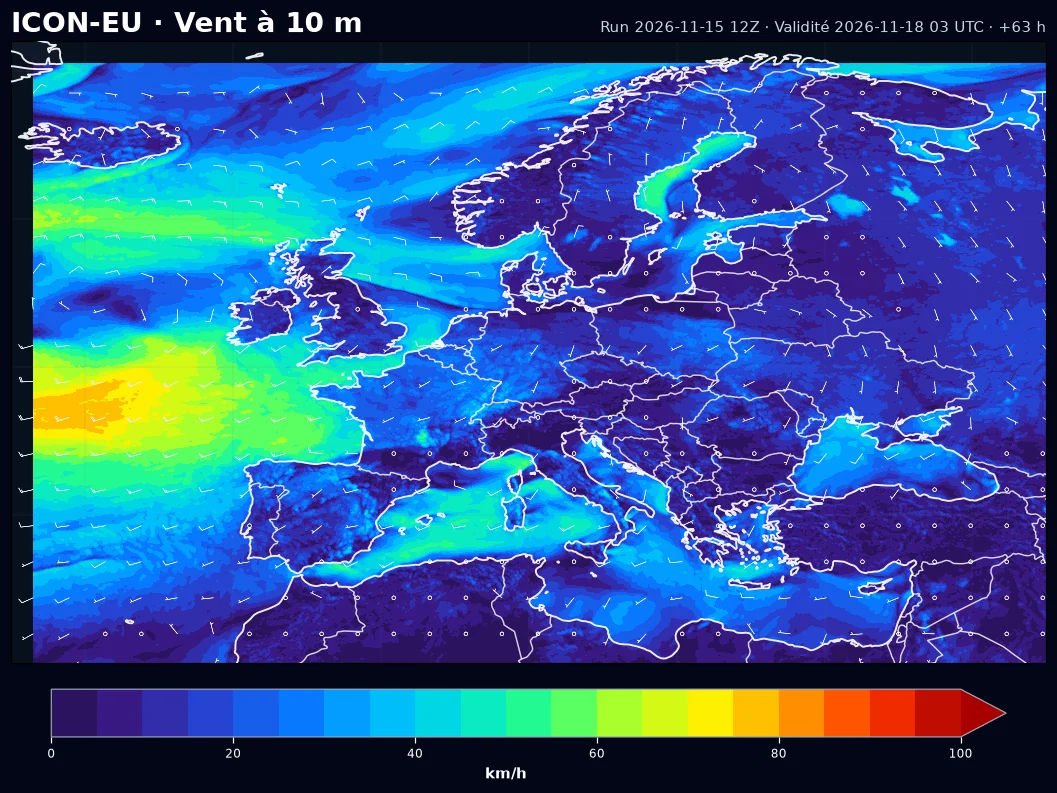 ICON-EU · Vent à 10 m
Run 2026-11-15 12Z · Validité 2026-11-18 03 UTC · +63 h
0 20 40 60 80 100
km/h